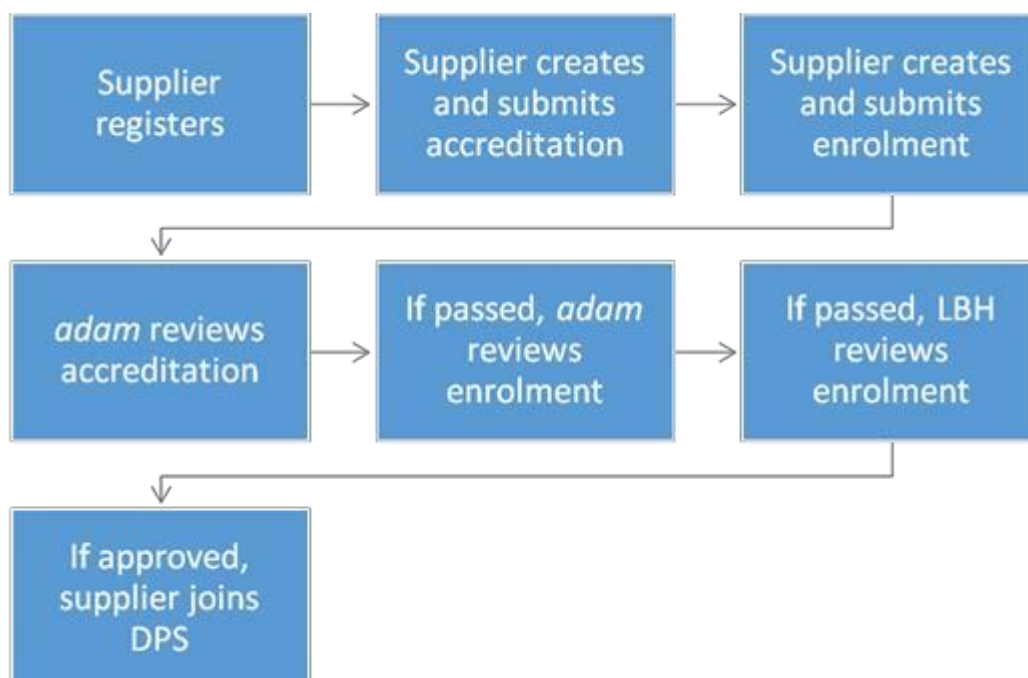 Supplier
registers
Supplier creates
and submits
accreditation
Supplier creates
and submits
enrolment
adam reviews
accreditation
If passed, adam
reviews
enrolment
If passed, LBH
reviews
enrolment
If approved,
supplier joins
DPS